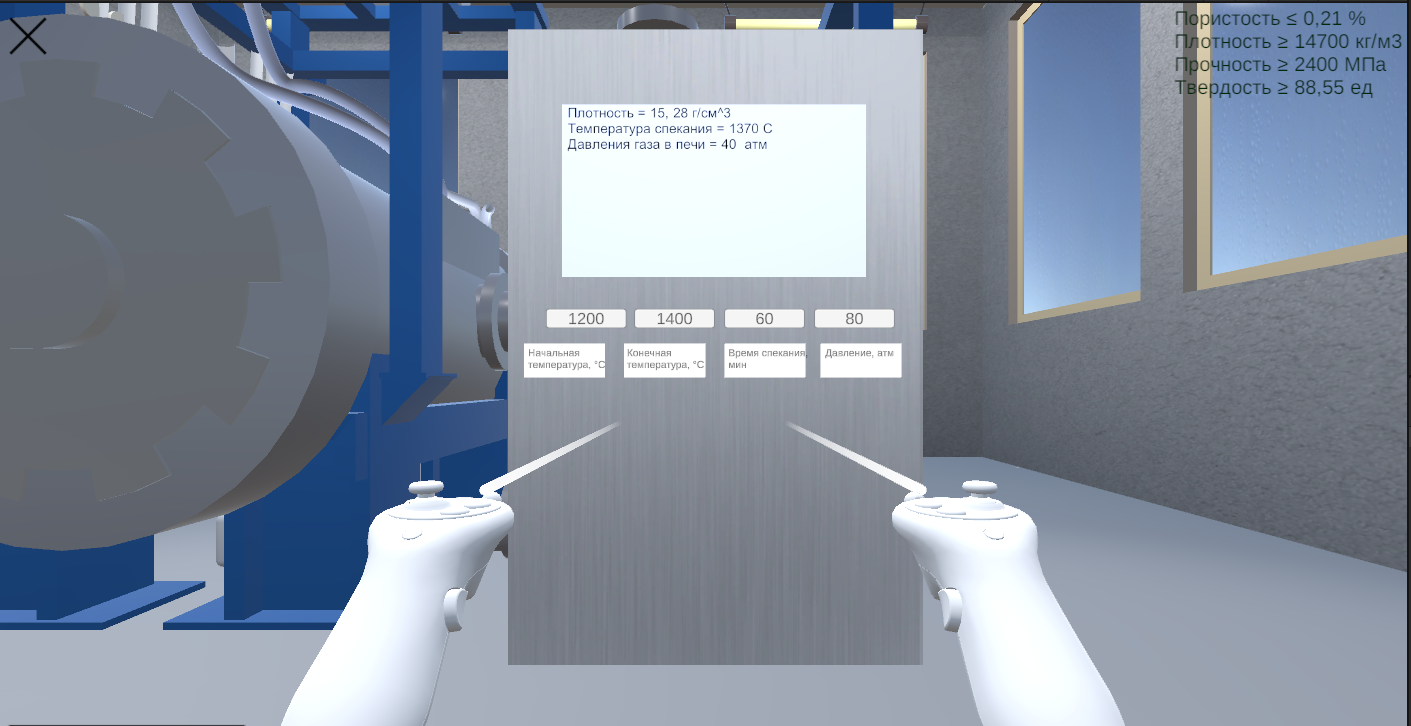 Пористость ≤ 0,21 %
Плотность ≥ 14700 кг/м3
Прочность ≥ 2400 МПа
Твердость ≥ 88,55 ед
Плотность = 15, 28 г/см^3
Температура спекания = 1370 С
Давления газа в печи = 40 атм
1200 1400 60 80
Начальная температура, °С
Конечная температура, °С
Время спекания, мин
Давление, атм